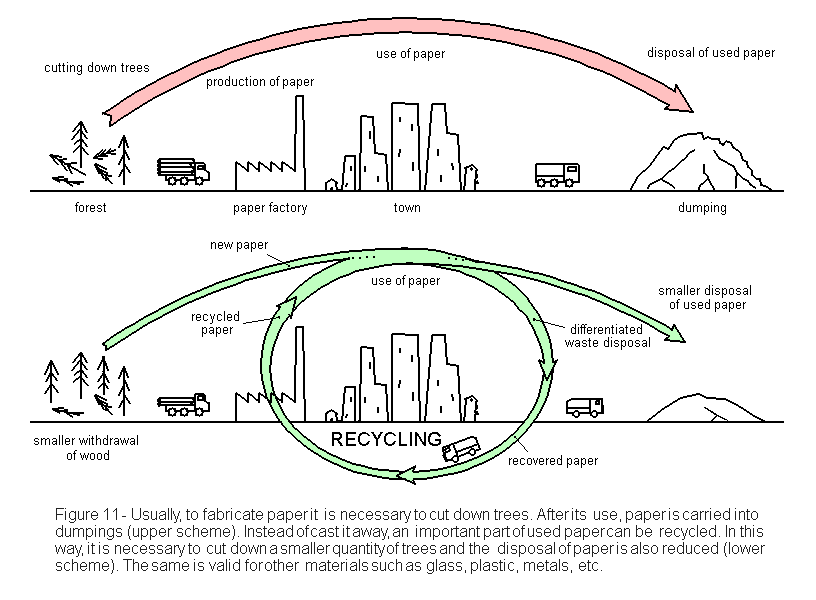 use of paper
disposal of used paper
cutting down trees
production of paper
forest
paper factory
town
dumping
new paper
use of paper
smaller disposal
of used paper
recycled
paper
differentiated
waste disposal
smaller withdrawal
of wood
RECYCLING
recovered paper
Figure 11- Usually, to fabricate paper it is necessary to cut down trees. After its use, paper is carried into
dumpings (upper scheme). Instead of cast it away, an important part of used paper can be recycled. In this
way, it is necessary to cut down a smaller quantity of trees and the disposal of paper is also reduced (lower
scheme). The same is valid for other materials such as glass, plastic, metals, etc.